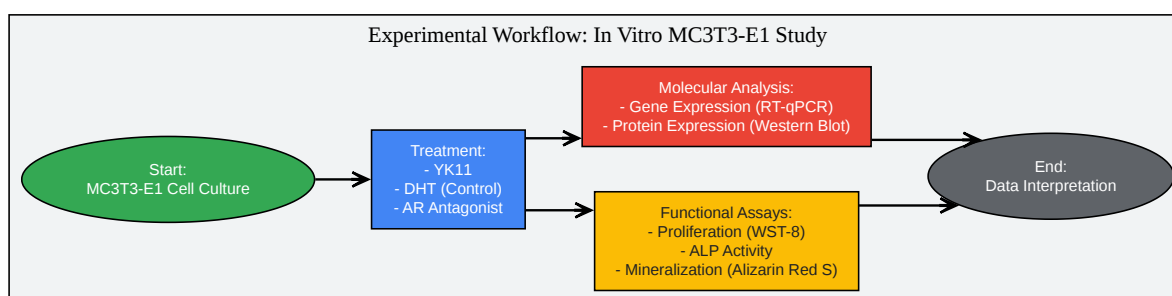 Experimental Workflow: In Vitro MC3T3-E1 Study
Start:
MC3T3-E1 Cell Culture
Treatment:
- YK11
- DHT (Control)
- AR Antagonist
Molecular Analysis:
- Gene Expression (RT-qPCR)
- Protein Expression (Western Blot)
Functional Assays:
- Proliferation (WST-8)
- ALP Activity
- Mineralization (Alizarin Red S)
End:
Data Interpretation